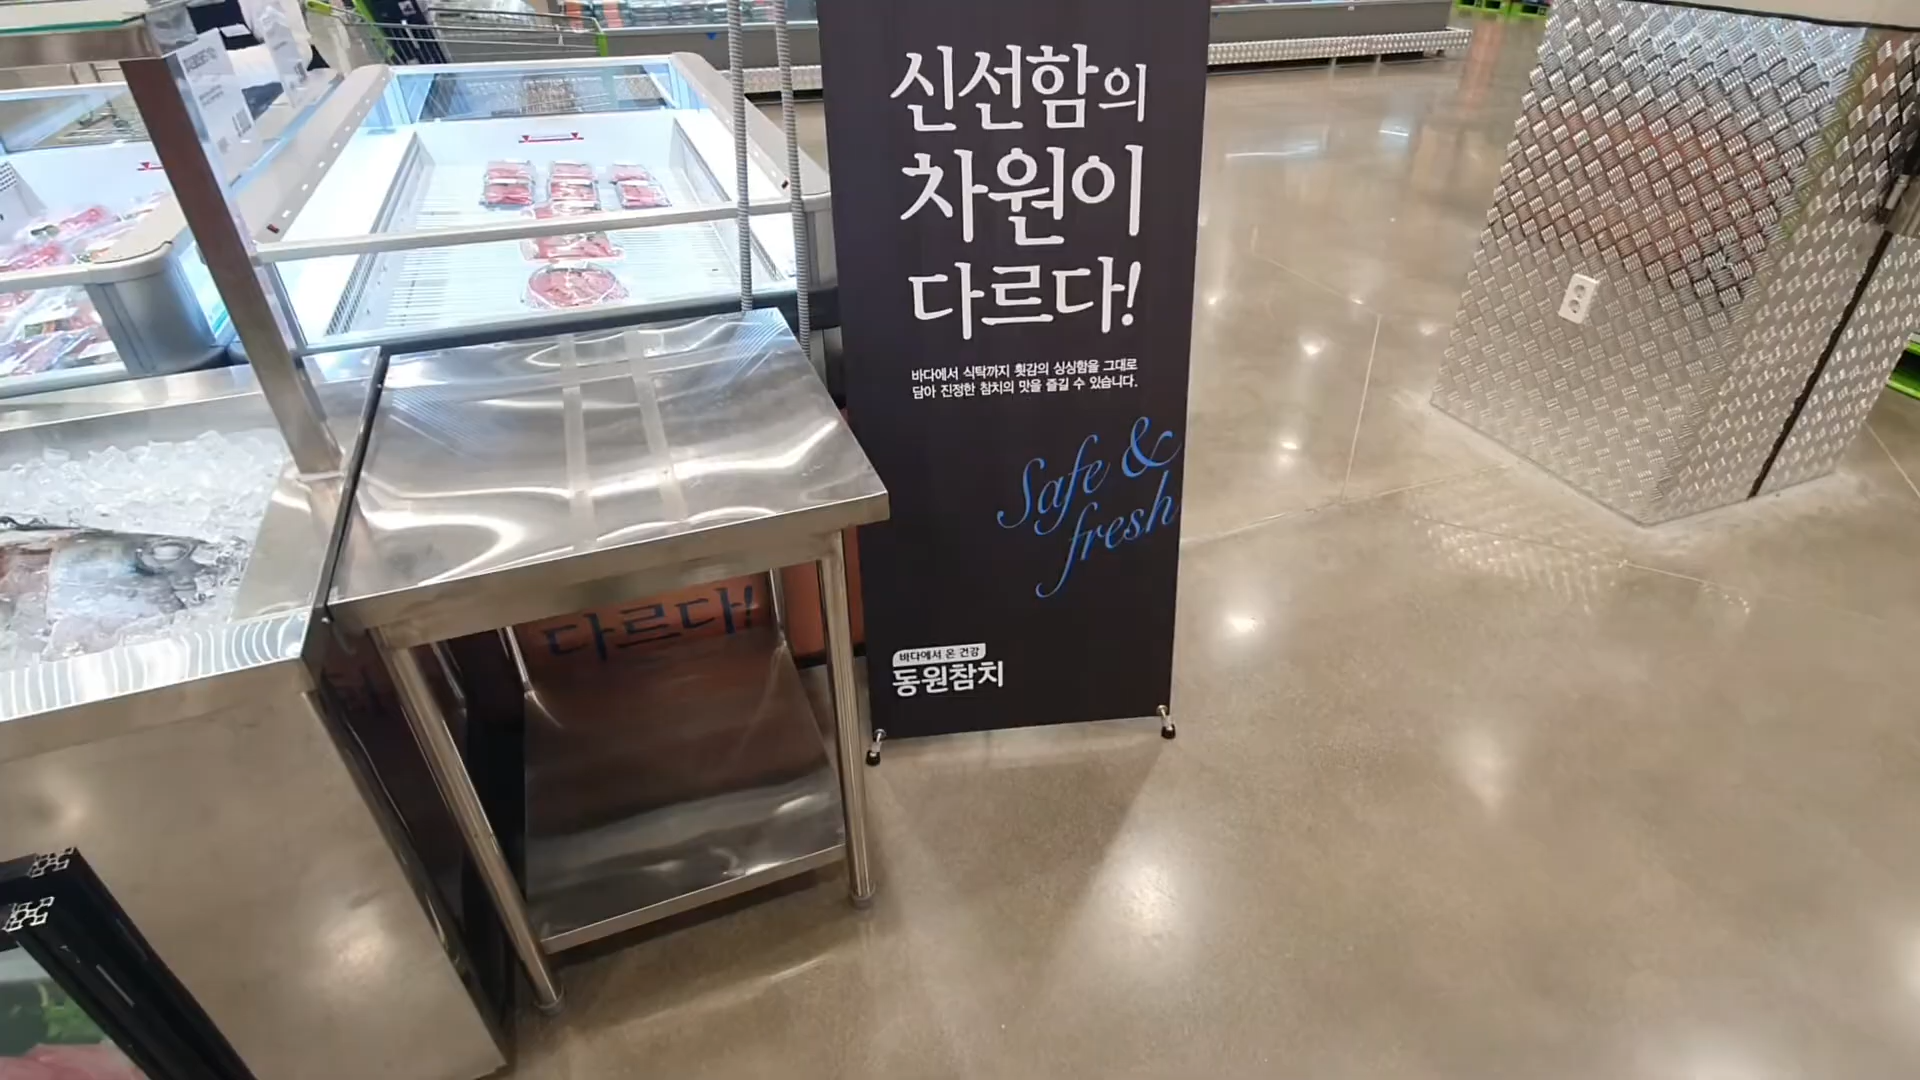 신선함의
차원이
다르다!
바다에서 식탁까지 횟감의 싱싱함을 그대로
담아 진정한 참치의 맛을 즐길 수 있습니다.
Safe &
fresh
바다에서 온 건강
동원참치
다르다!